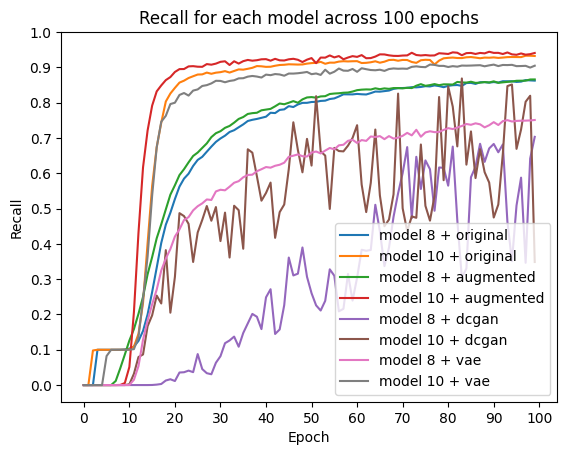 Recall for each model across 100 epochs
Recall
1.0
0.9
0.8
0.7
0.6
0.5
0.4
0.3
0.2
0.1
0.0
model 8 + original
model 10 + original
model 8 + augmented
model 10 + augmented
model 8 + dcgan
model 10 + dcgan
model 8 + vae
model 10 + vae
0 10 20 30 40 50 60 70 80 90 100
Epoch